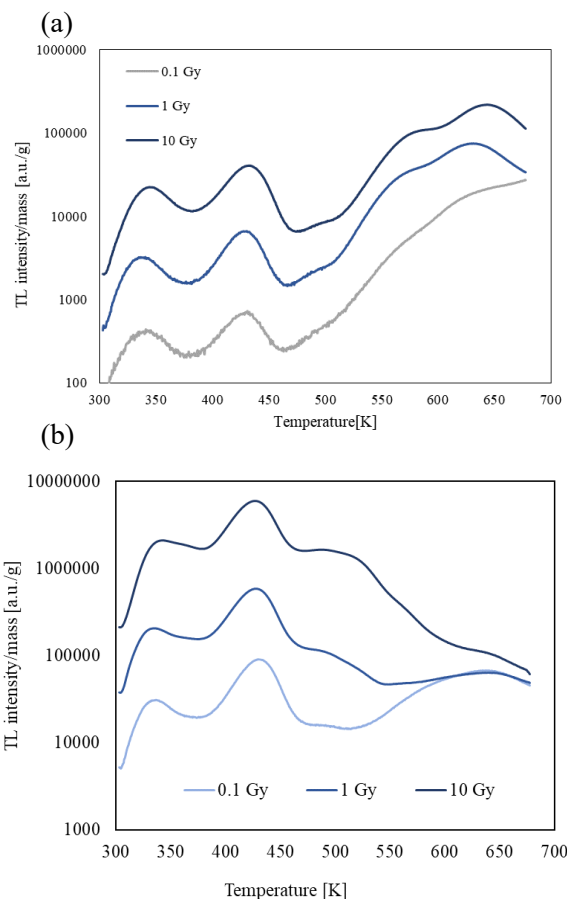 (a)
1000000
100000
10000
1000
100
TL intensity/mass [a.u./g]
0.1 Gy
1 Gy
10 Gy
300 350 400 450 500 550 600 650 700
Temperature[K]
(b)
10000000
1000000
100000
10000
1000
TL intensity/mass [a.u./g]
0.1 Gy 1 Gy 10 Gy
300 350 400 450 500 550 600 650 700
Temperature [K]